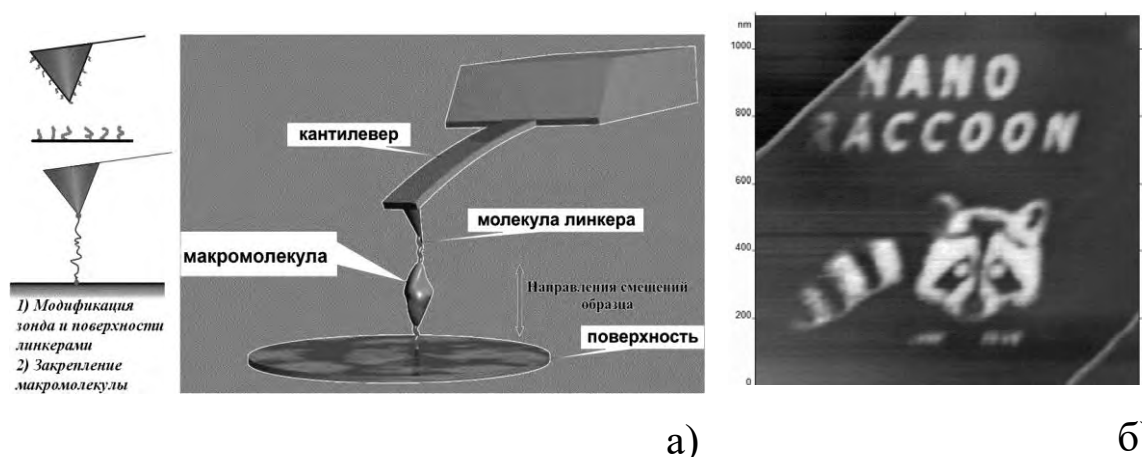 1) Модификация
зонда и поверхности
линкерами
2) Закрепление
макромолекулы
кантилевер
молекула линкера
макромолекула
Направления смещений
образца
поверхность
а)
nm
1000
800
600
400
200
0
NANO
RACCOON
б)